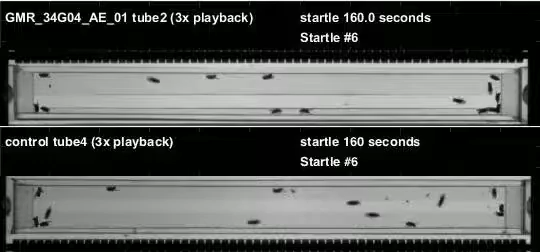 GMR_34G04_AE_01 tube2 (3x playback) startle 160.0 seconds
Startle #6
control tube4 (3x playback) startle 160 seconds
Startle #6